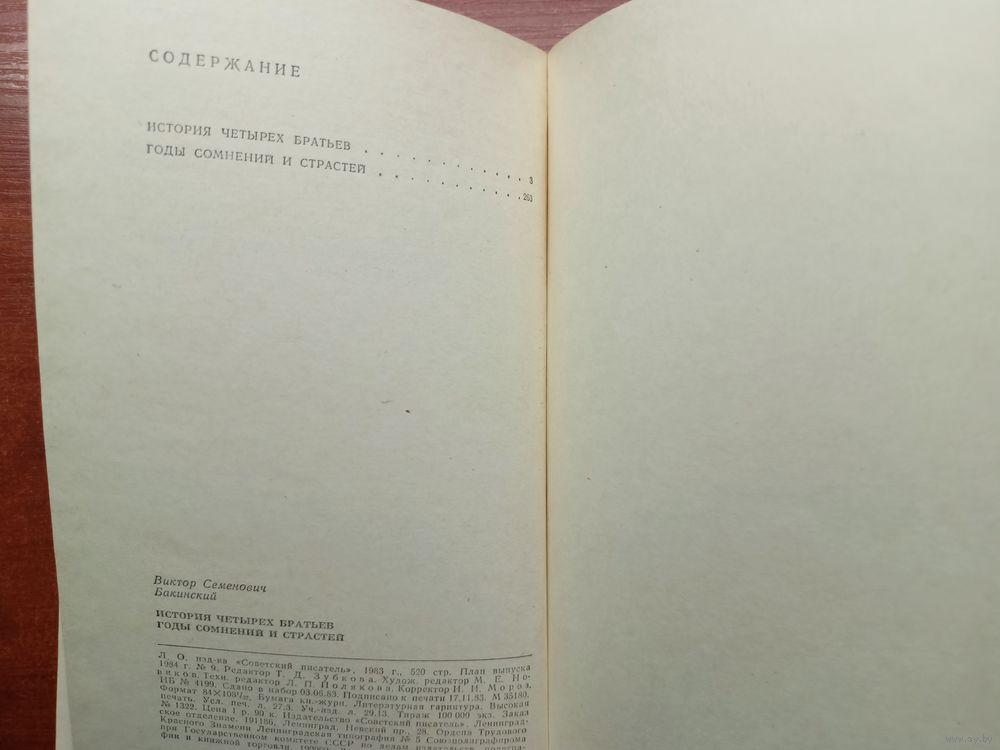 СОДЕРЖАНИЕ
ИСТОРИЯ ЧЕТЫРЕХ БРАТЬЕВ . . . . . . . . . . . . 3
ГОДЫ СОМНЕНИЙ И СТРАСТЕЙ . . . . . . . . . . . 263
Виктор Семенович
Бакинский
ИСТОРИЯ ЧЕТЫРЕХ БРАТЬЕВ
ГОДЫ СОМНЕНИЙ И СТРАСТЕЙ
Л. О. изд-ва «Советский писатель». 1983 г., 520 стр. План выпуска
1984 г. № 9. Редактор Т. Д. Зубкова. Худож. редактор М. Е. Но-
виков. Техн. редактор Л. П. Полякова. Корректор И. И. Мороз.
ИБ № 4199. Сдано в набор 03.06.83. Подписано к печати 17.11.83. М 35180.
Формат 84×108¹/₃₂. Бумага кн.-журн. Литературная гарнитура. Высокая
печать. Усл. печ. л. 27,3. Уч.-изд. л. 29,13. Тираж 100 000 экз. Заказ
№ 1322. Цена 1 р. 90 к. Издательство «Советский писатель». Ленинград-
ское отделение. 191186, Ленинград, Невский пр., 28. Ордена Трудового
Красного Знамени Ленинградская типография № 5 Союзполиграфпрома
при Государственном комитете СССР по делам издательств, полигра-
фии и книжной торговли.
www.av.by